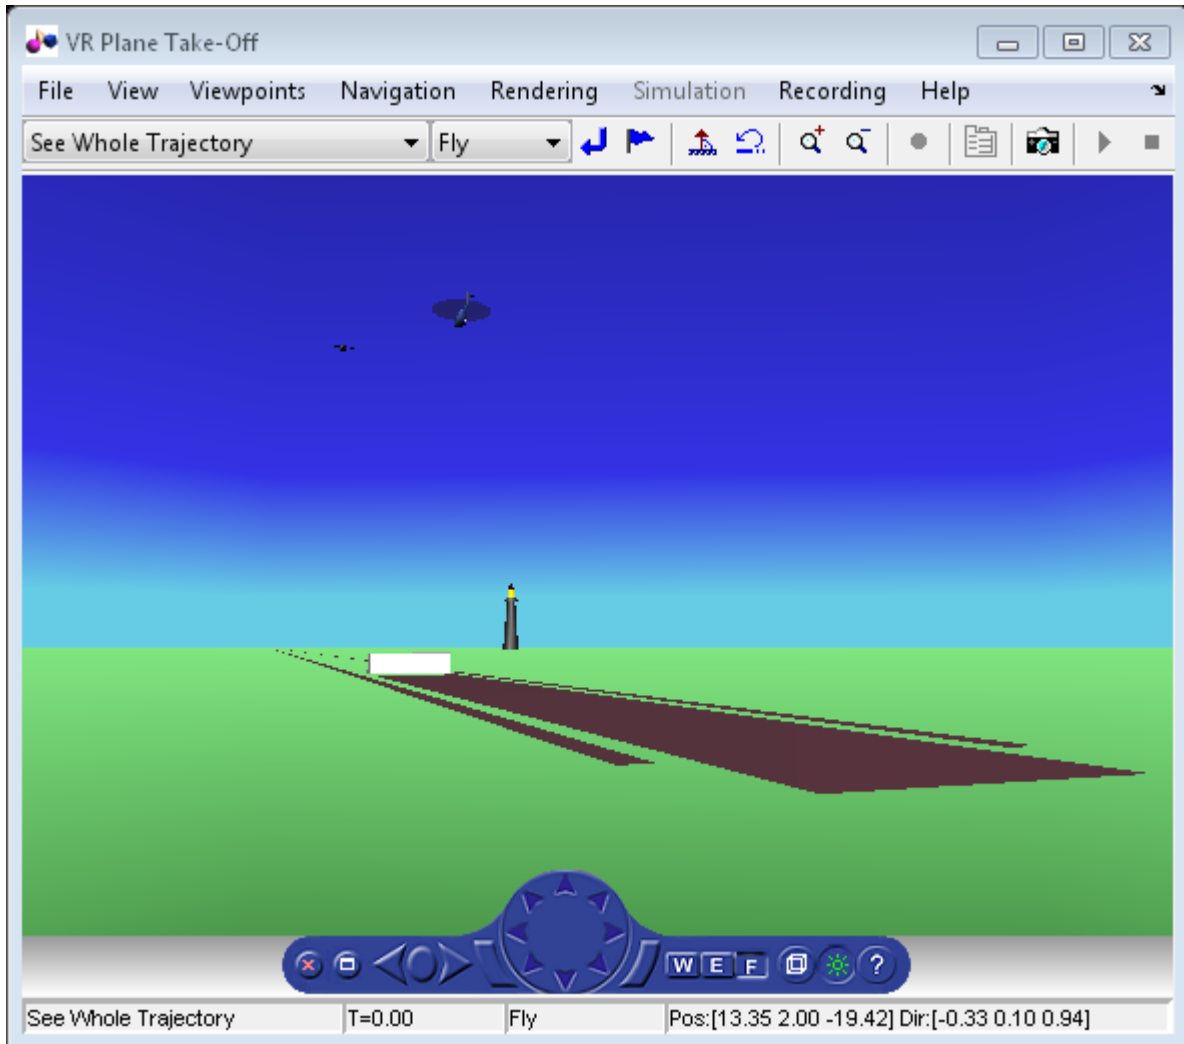 VR Plane Take-Off
File View Viewpoints Navigation Rendering Simulation Recording Help
See Whole Trajectory Fly
W E F ?
See Whole Trajectory T=0.00 Fly Pos:[13.35 2.00 -19.42] Dir:[-0.33 0.10 0.94]